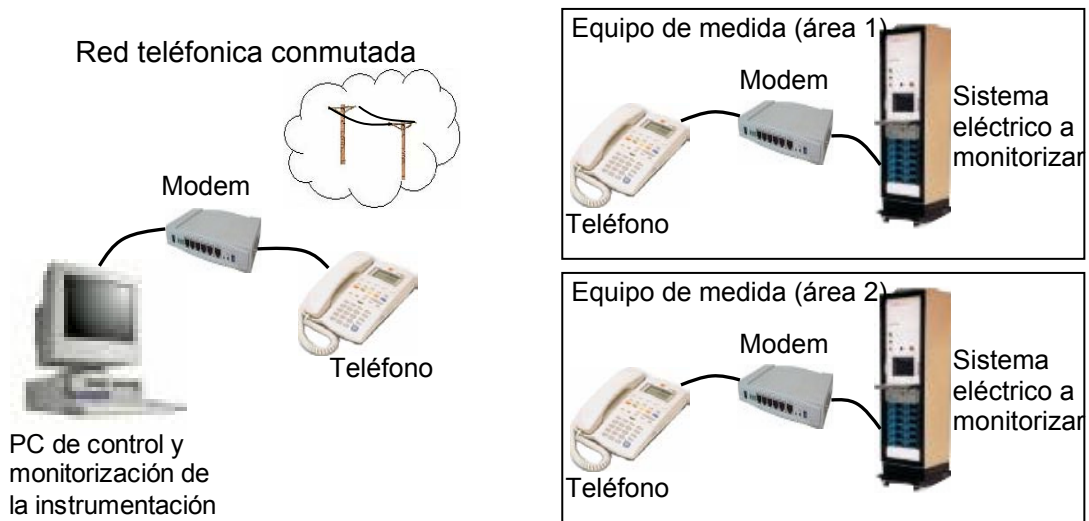 Red teléfonica conmutada
Modem
Teléfono
PC de control y
monitorización de
la instrumentación
Equipo de medida (área 1)
Modem
Teléfono
Sistema
eléctrico a
monitorizar
Equipo de medida (área 2)
Modem
Teléfono
Sistema
eléctrico a
monitorizar